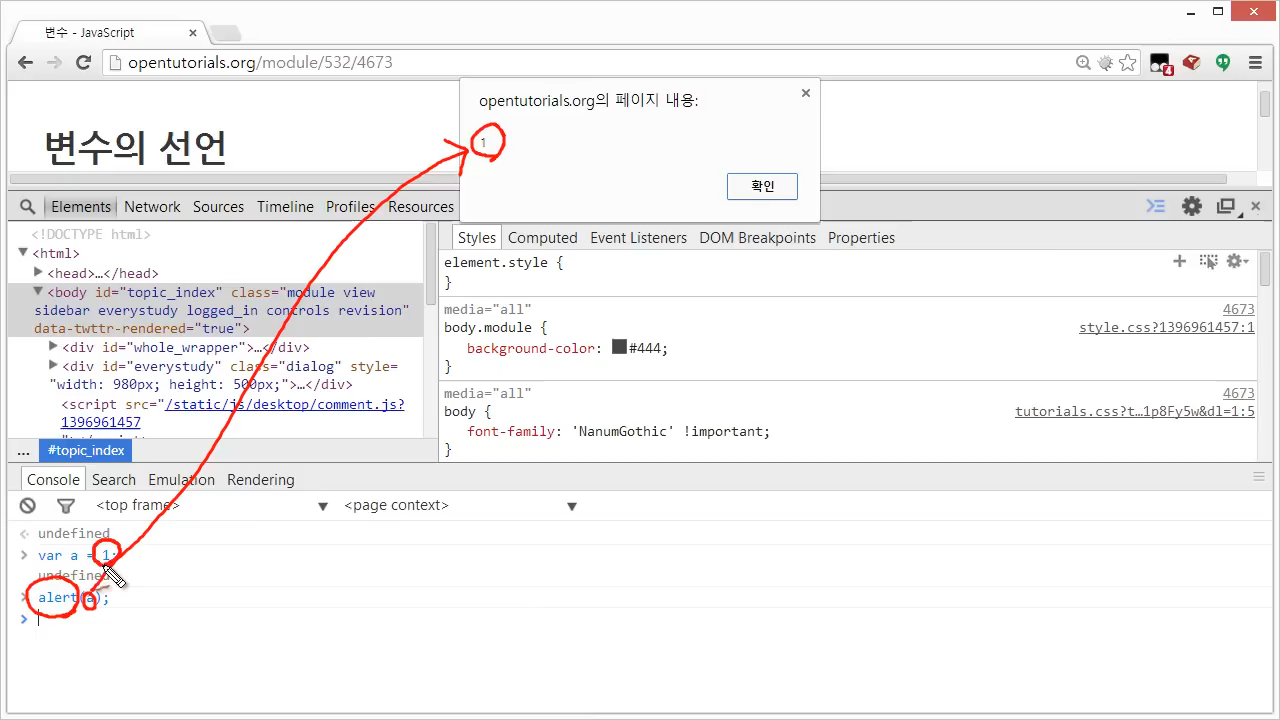 변수 - JavaScript
opentutorials.org/module/532/4673
4
opentutorials.org의 페이지 내용:
1
확인
변수의 선언
Elements Network Sources Timeline Profiles Resources
<!DOCTYPE html>
<html>
<head>…</head>
<body id="topic_index" class="module view
sidebar everystudy logged_in controls revision"
data-twttr-rendered="true">
<div id="whole_wrapper">…</div>
<div id="everystudy" class="dialog" style=
"width: 980px; height: 500px;">…</div>
<script src="/static/js/desktop/comment.js?
1396961457
... #topic_index
Styles Computed Event Listeners DOM Breakpoints Properties
element.style {
}
media="all" 4673
body.module { style.css?1396961457:1
background-color: #444;
}
media="all" 4673
body { tutorials.css?t…1p8Fy5w&dl=1:5
font-family: 'NanumGothic' !important;
}
Console Search Emulation Rendering
<top frame> <page context>
undefined
var a = 1;
undefined
alert(a);